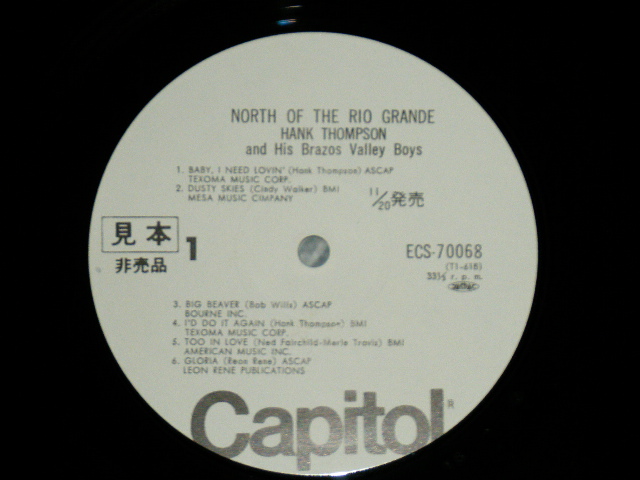 NORTH OF THE RIO GRANDE
HANK THOMPSON
and His Brazos Valley Boys
1. BABY, I NEED LOVIN' (Hank Thompson) ASCAP
TEXOMA MUSIC CORP.
2. DUSTY SKIES (Cindy Walker) BMI
MESA MUSIC CIMPANY
11/20発売
見本
非売品
1
ECS-70068
(T1-618)
33⅓ r. p. m.
3. BIG BEAVER (Bob Wills) ASCAP
BOURNE INC.
4. I'D DO IT AGAIN (Hank Thompson) BMI
TEXOMA MUSIC CORP.
5. TOO IN LOVE (Ned Fairchild-Merle Travis) BMI
AMERICAN MUSIC INC.
6. GLORIA (Reon Rene) ASCAP
LEON RENE PUBLICATIONS
Capitol®